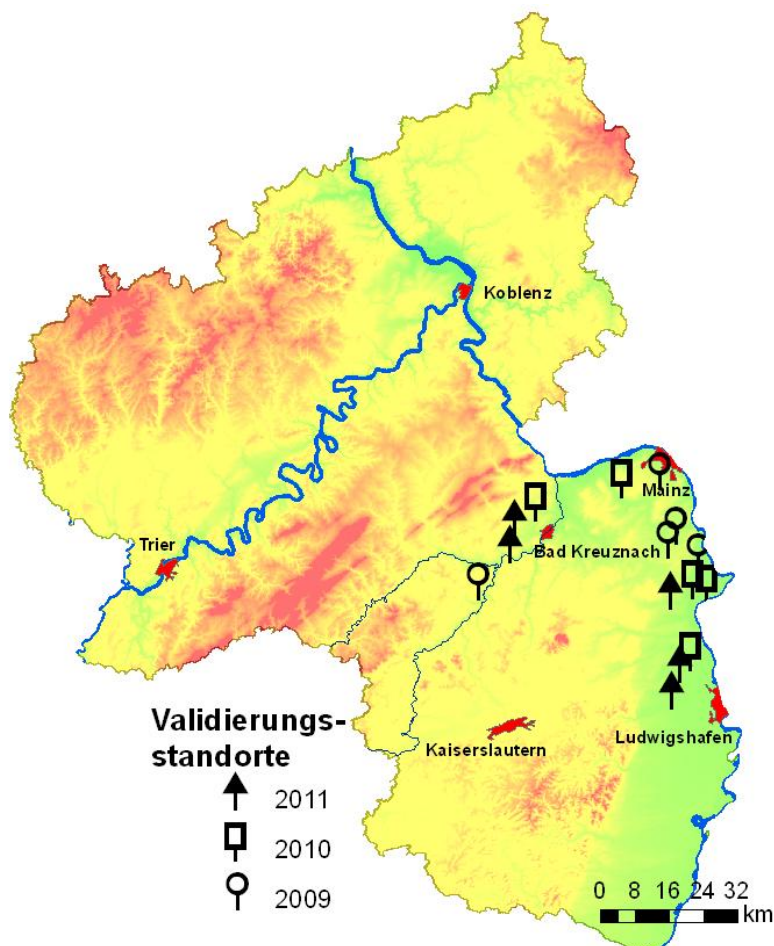 Koblenz
Mainz
Trier
Bad Kreuznach
Validierungs-
standorte
Kaiserslautern
Ludwigshafen
2011
2010
2009
0 8 16 24 32
km